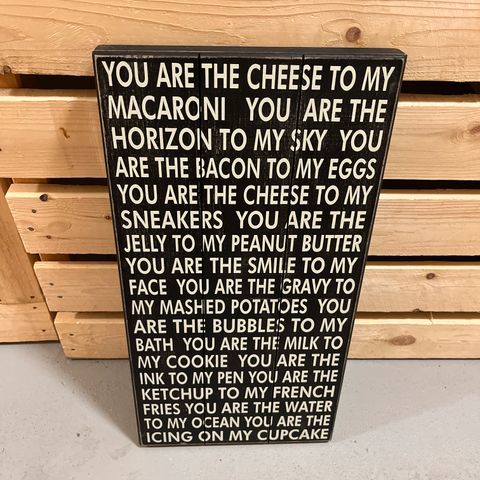 YOU ARE THE CHEESE TO MY
MACARONI YOU ARE THE
HORIZON TO MY SKY YOU
ARE THE BACON TO MY EGGS
YOU ARE THE CHEESE TO MY
SNEAKERS YOU ARE THE
JELLY TO MY PEANUT BUTTER
YOU ARE THE SMILE TO MY
FACE YOU ARE THE GRAVY TO
MY MASHED POTATOES YOU
ARE THE BUBBLES TO MY
BATH YOU ARE THE MILK TO
MY COOKIE YOU ARE THE
INK TO MY PEN YOU ARE THE
KETCHUP TO MY FRENCH
FRIES YOU ARE THE WATER
TO MY OCEAN YOU ARE THE
ICING ON MY CUPCAKE